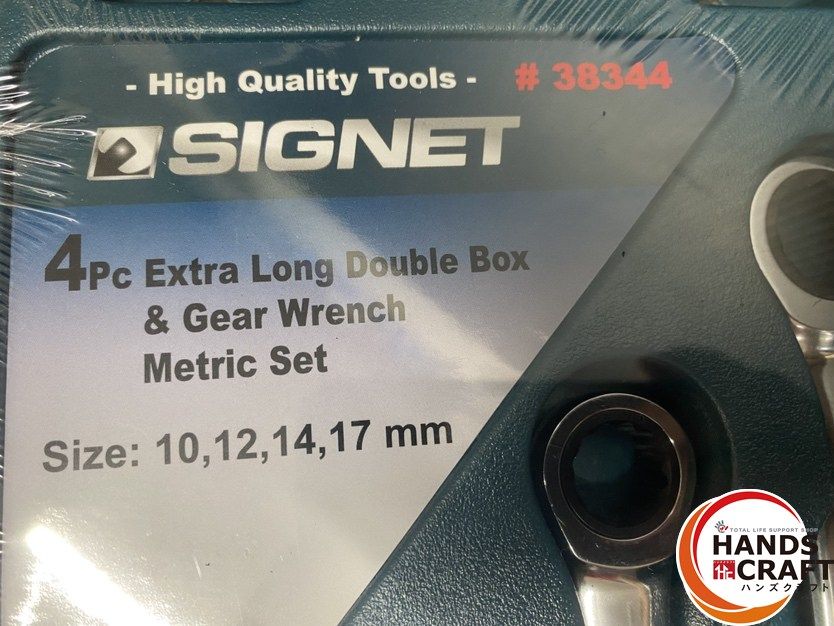 - High Quality Tools - # 38344
SIGNET
4Pc Extra Long Double Box
& Gear Wrench
Metric Set
Size: 10,12,14,17 mm
TOTAL LIFE SUPPORT SHOP
HANDS
CRAFT
ハンズクラフト